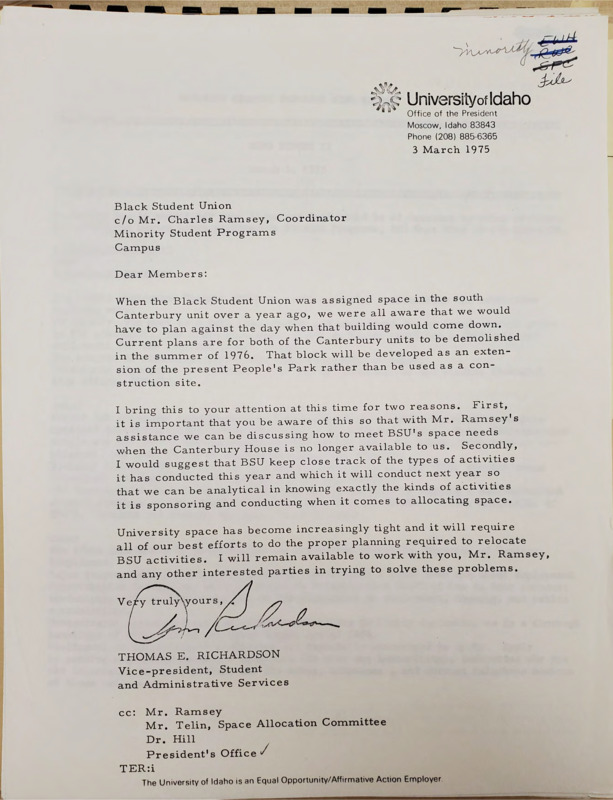 minority EWH
RWC
SFC
File
University of Idaho
Office of the President
Moscow, Idaho 83843
Phone (208) 885-6365
3 March 1975
Black Student Union
c/o Mr. Charles Ramsey, Coordinator
Minority Student Programs
Campus
Dear Members:
When the Black Student Union was assigned space in the south
Canterbury unit over a year ago, we were all aware that we would
have to plan against the day when that building would come down.
Current plans are for both of the Canterbury units to be demolished
in the summer of 1976. That block will be developed as an exten-
sion of the present People's Park rather than be used as a con-
struction site.
I bring this to your attention at this time for two reasons. First,
it is important that you be aware of this so that with Mr. Ramsey's
assistance we can be discussing how to meet BSU's space needs
when the Canterbury House is no longer available to us. Secondly,
I would suggest that BSU keep close track of the types of activities
it has conducted this year and which it will conduct next year so
that we can be analytical in knowing exactly the kinds of activities
it is sponsoring and conducting when it comes to allocating space.
University space has become increasingly tight and it will require
all of our best efforts to do the proper planning required to relocate
BSU activities. I will remain available to work with you, Mr. Ramsey,
and any other interested parties in trying to solve these problems.
Very truly yours,
Tom Richardson
THOMAS E. RICHARDSON
Vice-president, Student
and Administrative Services
cc: Mr. Ramsey
Mr. Telin, Space Allocation Committee
Dr. Hill
President's Office ✓
TER:i
The University of Idaho is an Equal Opportunity/Affirmative Action Employer